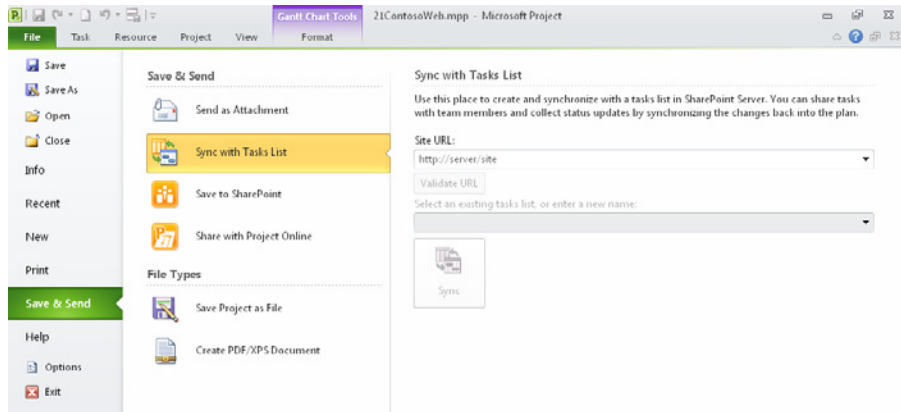 Gantt Chart Tools 21ContosoWeb.mpp - Microsoft Project
File Task Resource Project View Format
Save
Save As
Open
Close
Info
Recent
New
Print
Save & Send
Help
Options
Exit
Save & Send
Send as Attachment
Sync with Tasks List
Save to SharePoint
Share with Project Online
File Types
Save Project as File
Create PDF/XPS Document
Sync with Tasks List
Use this place to create and synchronize with a tasks list in SharePoint Server. You can share tasks
with team members and collect status updates by synchronizing the changes back into the plan.
Site URL:
http://server/site
Validate URL
Select an existing tasks list, or enter a new name:
Sync